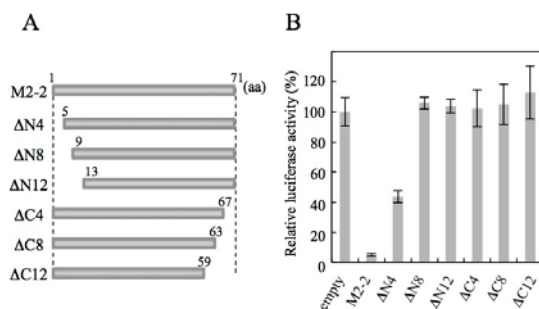 A
1
71
(aa)
M2-2
5
ΔN4
9
ΔN8
13
ΔN12
67
ΔC4
63
ΔC8
59
ΔC12
B
Relative luciferase activity (%)
120
100
80
60
40
20
0
empty
M2-2
ΔN4
ΔN8
ΔN12
ΔC4
ΔC8
ΔC12